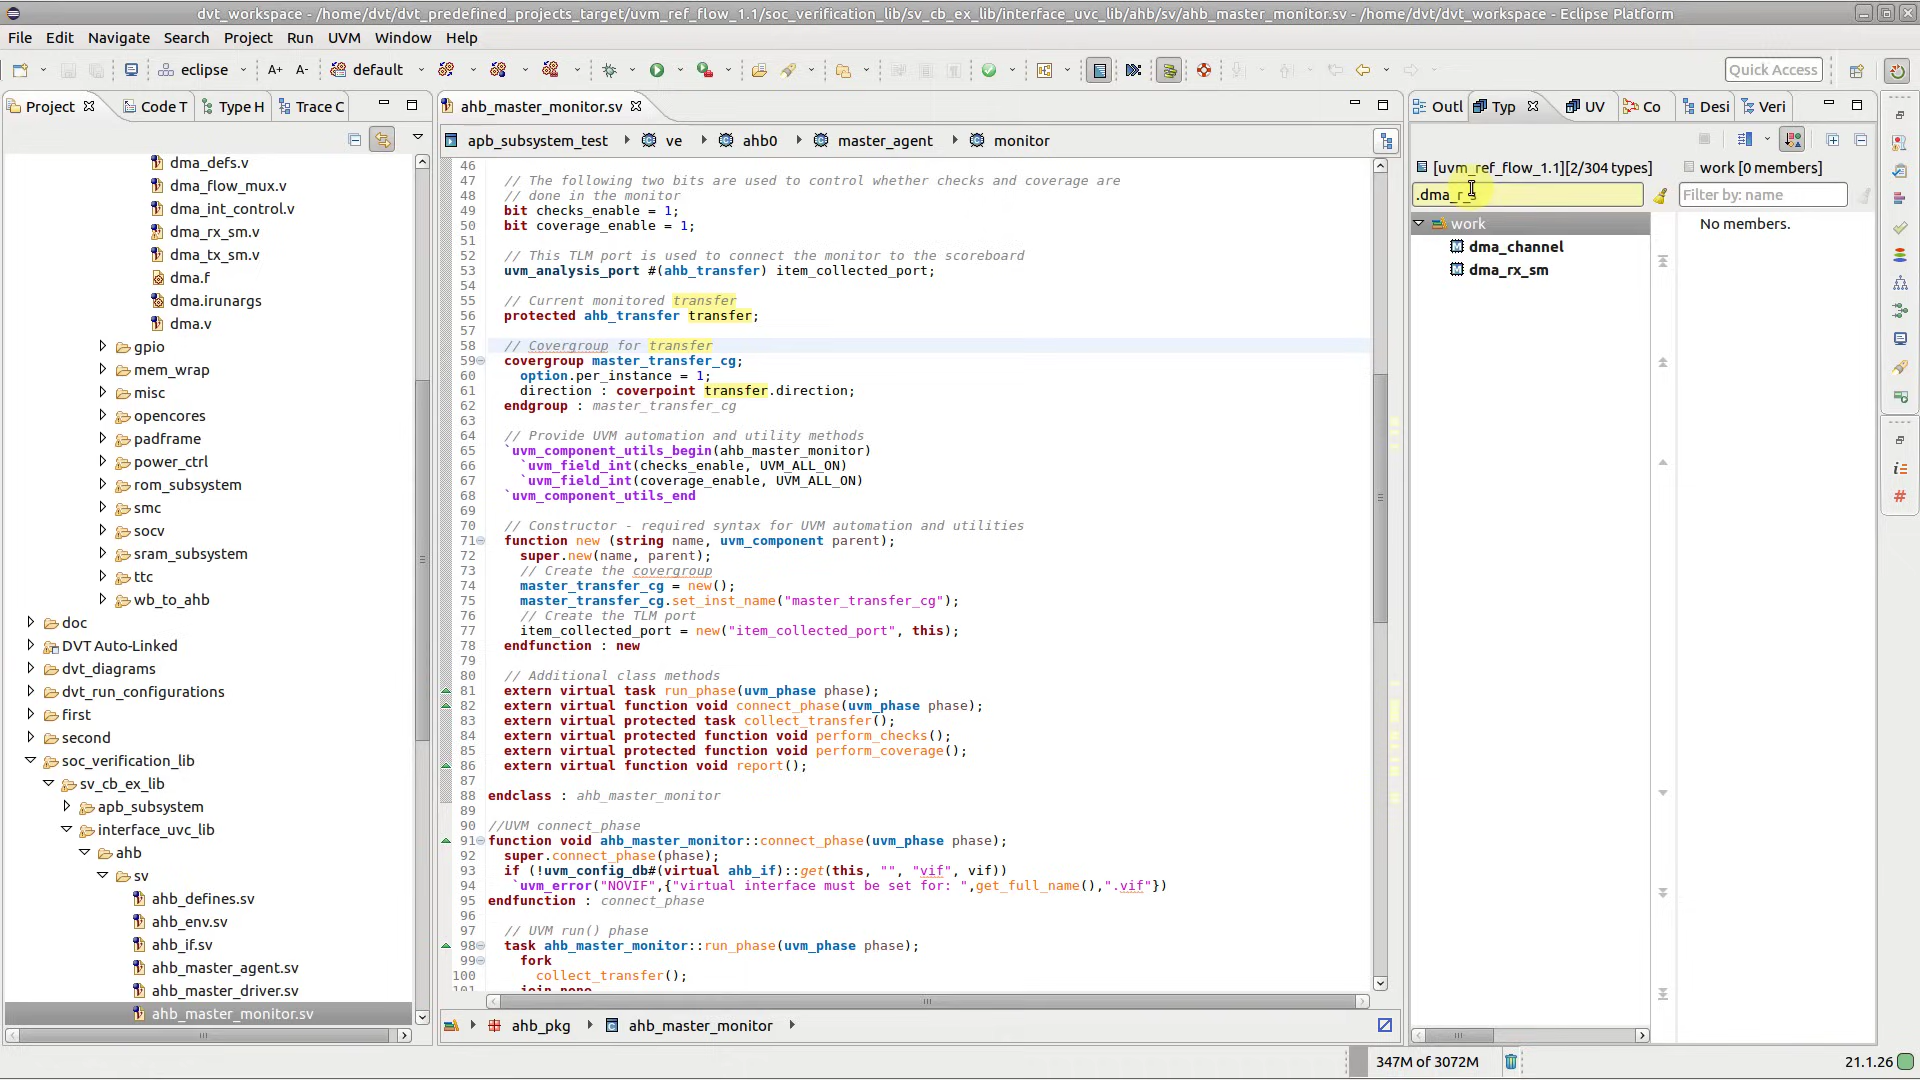 dvt_workspace - /home/dvt/dvt_predefined_projects_target/uvm_ref_flow_1.1/soc_verification_lib/sv_cb_ex_lib/interface_uvc_lib/ahb/sv/ahb_master_monitor.sv - /home/dvt/dvt_workspace - Eclipse Platform
File Edit Navigate Search Project Run UVM Window Help
eclipse A+ A- default Quick Access
Project Code T Type H Trace C
dma_defs.v
dma_flow_mux.v
dma_int_control.v
dma_rx_sm.v
dma_tx_sm.v
dma.f
dma.irunargs
dma.v
gpio
mem_wrap
misc
opencores
padframe
power_ctrl
rom_subsystem
smc
socv
sram_subsystem
ttc
wb_to_ahb
doc
DVT Auto-Linked
dvt_diagrams
dvt_run_configurations
first
second
soc_verification_lib
sv_cb_ex_lib
apb_subsystem
interface_uvc_lib
ahb
sv
ahb_defines.sv
ahb_env.sv
ahb_if.sv
ahb_master_agent.sv
ahb_master_driver.sv
ahb_master_monitor.sv
ahb_master_monitor.sv
apb_subsystem_test ve ahb0 master_agent monitor
46
47 // The following two bits are used to control whether checks and coverage are
48 // done in the monitor
49 bit checks_enable = 1;
50 bit coverage_enable = 1;
51
52 // This TLM port is used to connect the monitor to the scoreboard
53 uvm_analysis_port #(ahb_transfer) item_collected_port;
54
55 // Current monitored transfer
56 protected ahb_transfer transfer;
57
58 // Covergroup for transfer
59 covergroup master_transfer_cg;
60 option.per_instance = 1;
61 direction : coverpoint transfer.direction;
62 endgroup : master_transfer_cg
63
64 // Provide UVM automation and utility methods
65 `uvm_component_utils_begin(ahb_master_monitor)
66 `uvm_field_int(checks_enable, UVM_ALL_ON)
67 `uvm_field_int(coverage_enable, UVM_ALL_ON)
68 `uvm_component_utils_end
69
70 // Constructor - required syntax for UVM automation and utilities
71 function new (string name, uvm_component parent);
72 super.new(name, parent);
73 // Create the covergroup
74 master_transfer_cg = new();
75 master_transfer_cg.set_inst_name("master_transfer_cg");
76 // Create the TLM port
77 item_collected_port = new("item_collected_port", this);
78 endfunction : new
79
80 // Additional class methods
81 extern virtual task run_phase(uvm_phase phase);
82 extern virtual function void connect_phase(uvm_phase phase);
83 extern virtual protected task collect_transfer();
84 extern virtual protected function void perform_checks();
85 extern virtual protected function void perform_coverage();
86 extern virtual function void report();
87
88 endclass : ahb_master_monitor
89
90 //UVM connect_phase
91 function void ahb_master_monitor::connect_phase(uvm_phase phase);
92 super.connect_phase(phase);
93 if (!uvm_config_db#(virtual ahb_if)::get(this, "", "vif", vif))
94 `uvm_error("NOVIF",{"virtual interface must be set for: ",get_full_name(),".vif"})
95 endfunction : connect_phase
96
97 // UVM run() phase
98 task ahb_master_monitor::run_phase(uvm_phase phase);
99 fork
100 collect_transfer();
101 join_none
ahb_pkg ahb_master_monitor
Outl Typ UV Co Desi Veri
[uvm_ref_flow_1.1][2/304 types] work [0 members]
.dma_r_s Filter by: name
work No members.
dma_channel
dma_rx_sm
347M of 3072M 21.1.26